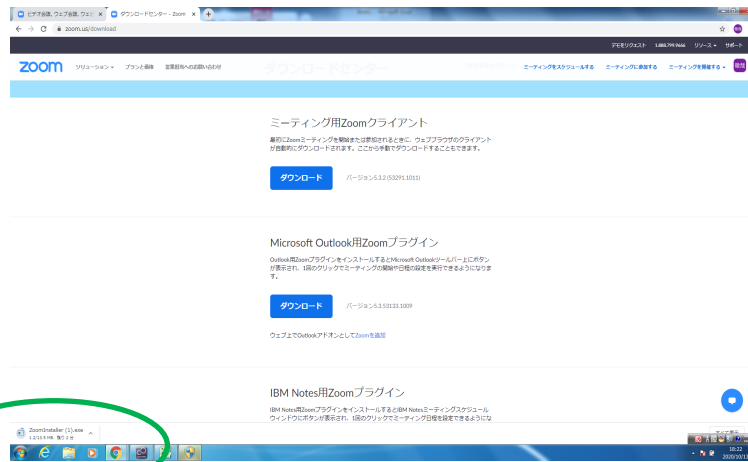 ビデオ会議, ウェブ会議, ウェビ
ダウンロードセンター - Zoom
zoom.us/download
デモをリクエスト 1.888.799.9666 リソース サポート
zoom ソリューション プランと価格 営業担当へのお問い合わせ ミーティングをスケジュールする ミーティングに参加する ミーティングを開催する
ダウンロードセンター
ミーティング用Zoomクライアント
最初にZoomミーティングを開始または参加されるときに、ウェブブラウザのクライアント
が自動的にダウンロードされます。ここから手動でダウンロードすることもできます。
ダウンロード バージョン5.3.2 (53291.1011)
Microsoft Outlook用Zoomプラグイン
Outlook用ZoomプラグインをインストールするとMicrosoft Outlookツールバー上にボタン
が表示され、1回のクリックでミーティングの開始や日程の設定を実行できるようになりま
す。
ダウンロード バージョン5.3.53133.1009
ウェブ上でOutlookアドオンとしてZoomを追加
IBM Notes用Zoomプラグイン
IBM Notes用ZoomプラグインをインストールするとIBM Notesミーティングスケジュール
ウィンドウにボタンが表示され、1回のクリックでミーティング日程を設定できるようにな
ZoomInstaller (1).exe
1.2/15.5 MB, 残り 2 分
18:22
2020/10/13